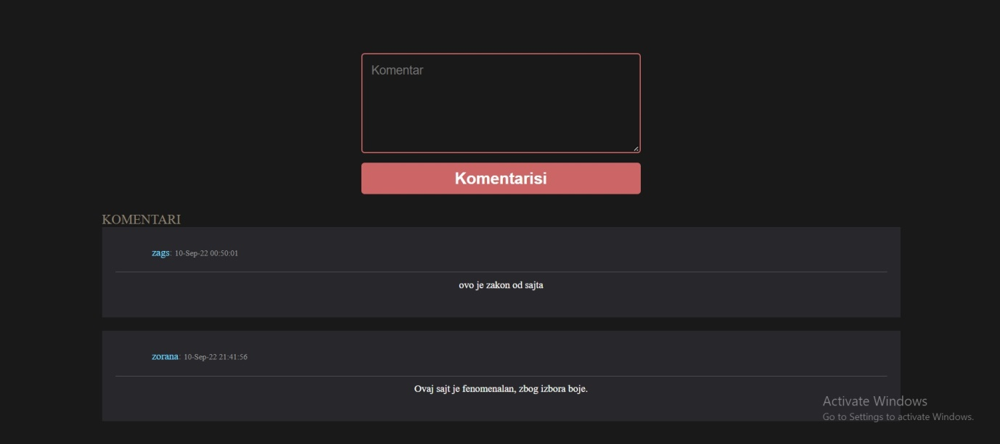 Komentar
Komentarisi
KOMENTARI
zags: 10-Sep-22 00:50:01
ovo je zakon od sajta
zorana: 10-Sep-22 21:41:56
Ovaj sajt je fenomenalan, zbog izbora boje.
Activate Windows
Go to Settings to activate Windows.